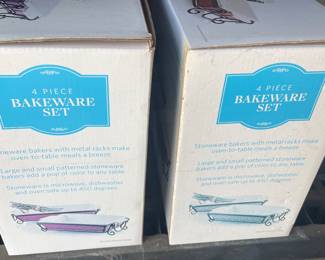 4 PIECE
BAKEWARE
SET
Stoneware bakers with metal racks make
oven-to-table meals a breeze
Large and small patterned stoneware
bakers add a pop of color to any table
Stoneware is microwave, dishwasher
and oven safe up to 400 degrees
4 PIECE
BAKEWARE
SET
Stoneware bakers with metal racks make
oven-to-table meals a breeze
Large and small patterned stoneware
bakers add a pop of color to any table
Stoneware is microwave, dishwasher
and oven safe up to 400 degrees